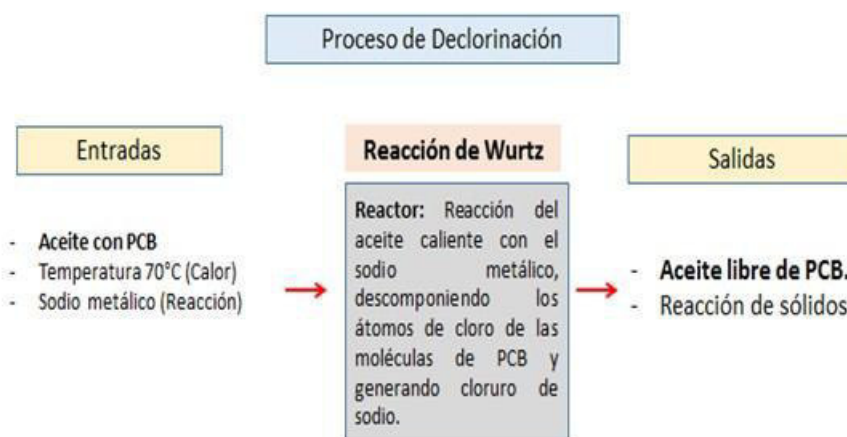 Proceso de Declorinación
Entradas
- Aceite con PCB
- Temperatura 70°C (Calor)
- Sodio metálico (Reacción)
Reacción de Wurtz
Reactor: Reacción del
aceite caliente con el
sodio metálico,
descomponiendo los
átomos de cloro de las
moléculas de PCB y
generando cloruro de
sodio.
Salidas
- Aceite libre de PCB.
- Reacción de sólidos